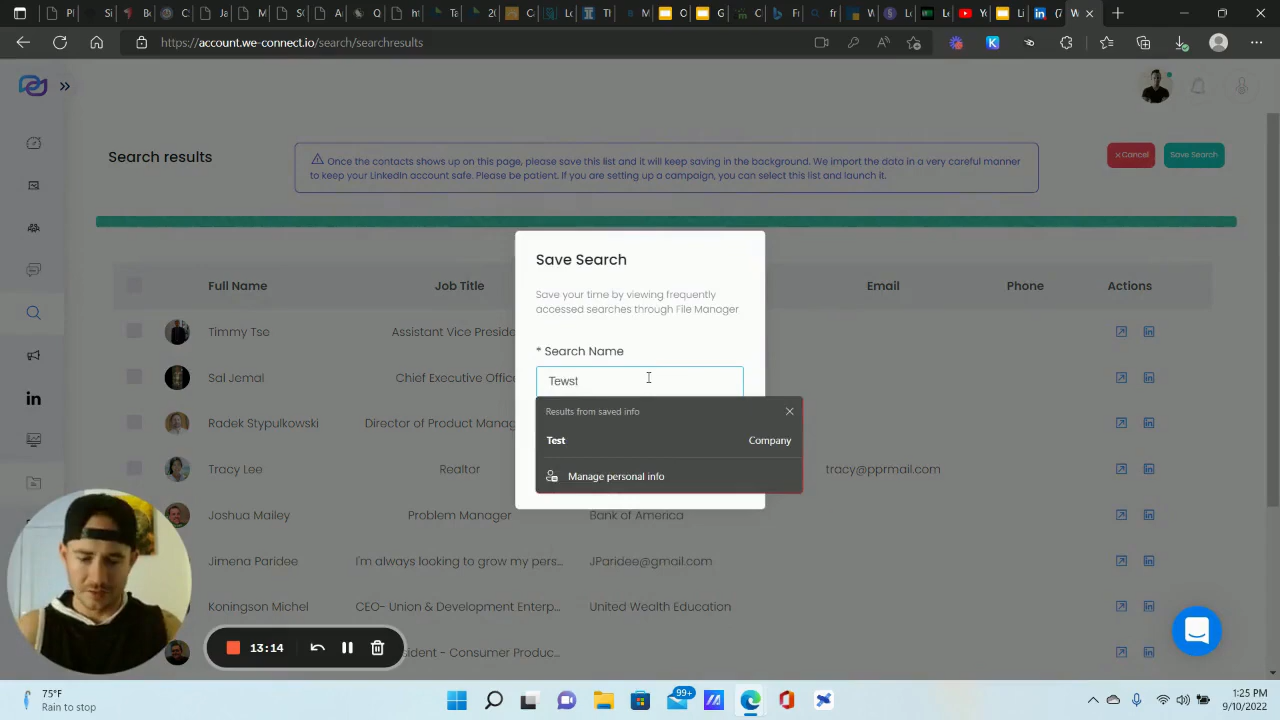 https://account.we-connect.io/search/searchresults
Search results
Once the contacts shows up in the preview, please save this list and it will keep saving in the background. We import the data in a very careful manner
to keep your LinkedIn account safe. Please be patient. If you are setting up a campaign, you can select this list and launch it.
× Cancel
Save Search
Save Search
Save your time by viewing frequently
accessed searches through File Manager
* Search Name
Tewst
Results from saved info
Test Company
Manage personal info
Full Name Job Title Email Phone Actions
Timmy Tse Assistant Vice Preside
Sal Jemal Chief Executive Office
Radek Stypulkowski Director of Product Manag
Tracy Lee Realtor tracy@pprmail.com
Joshua Mailey Problem Manager Bank of America
Jimena Paridee I'm always looking to grow my pers... JParidee@gmail.com
Koningson Michel CEO- Union & Development Enterp... United Wealth Education
sident - Consumer Produc...
13:14
75°F
Rain to stop
99+
1:25 PM
9/10/2022